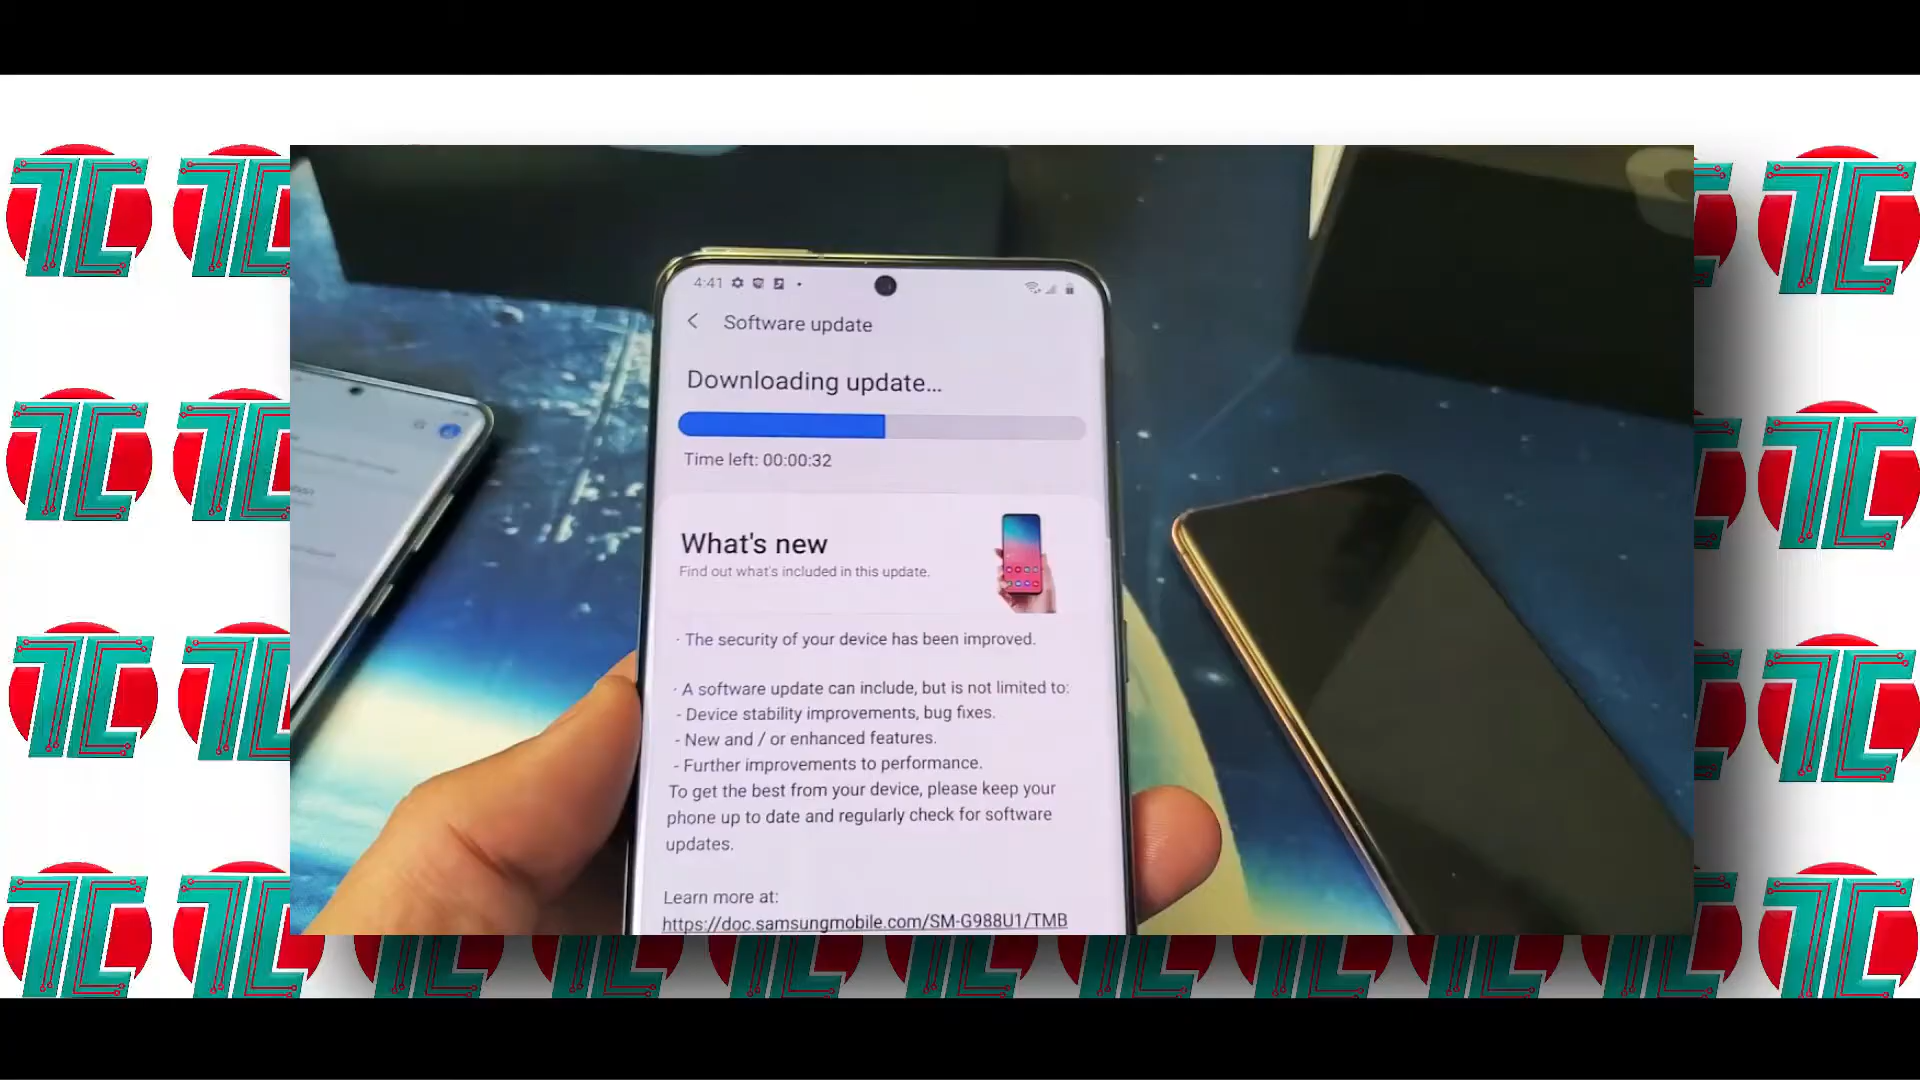 4:41
Software update
Downloading update...
Time left: 00:00:32
What's new
Find out what's included in this update.
· The security of your device has been improved.
· A software update can include, but is not limited to:
- Device stability improvements, bug fixes.
- New and / or enhanced features.
- Further improvements to performance.
To get the best from your device, please keep your
phone up to date and regularly check for software
updates.
Learn more at:
https://doc.samsungmobile.com/SM-G988U1/TMB